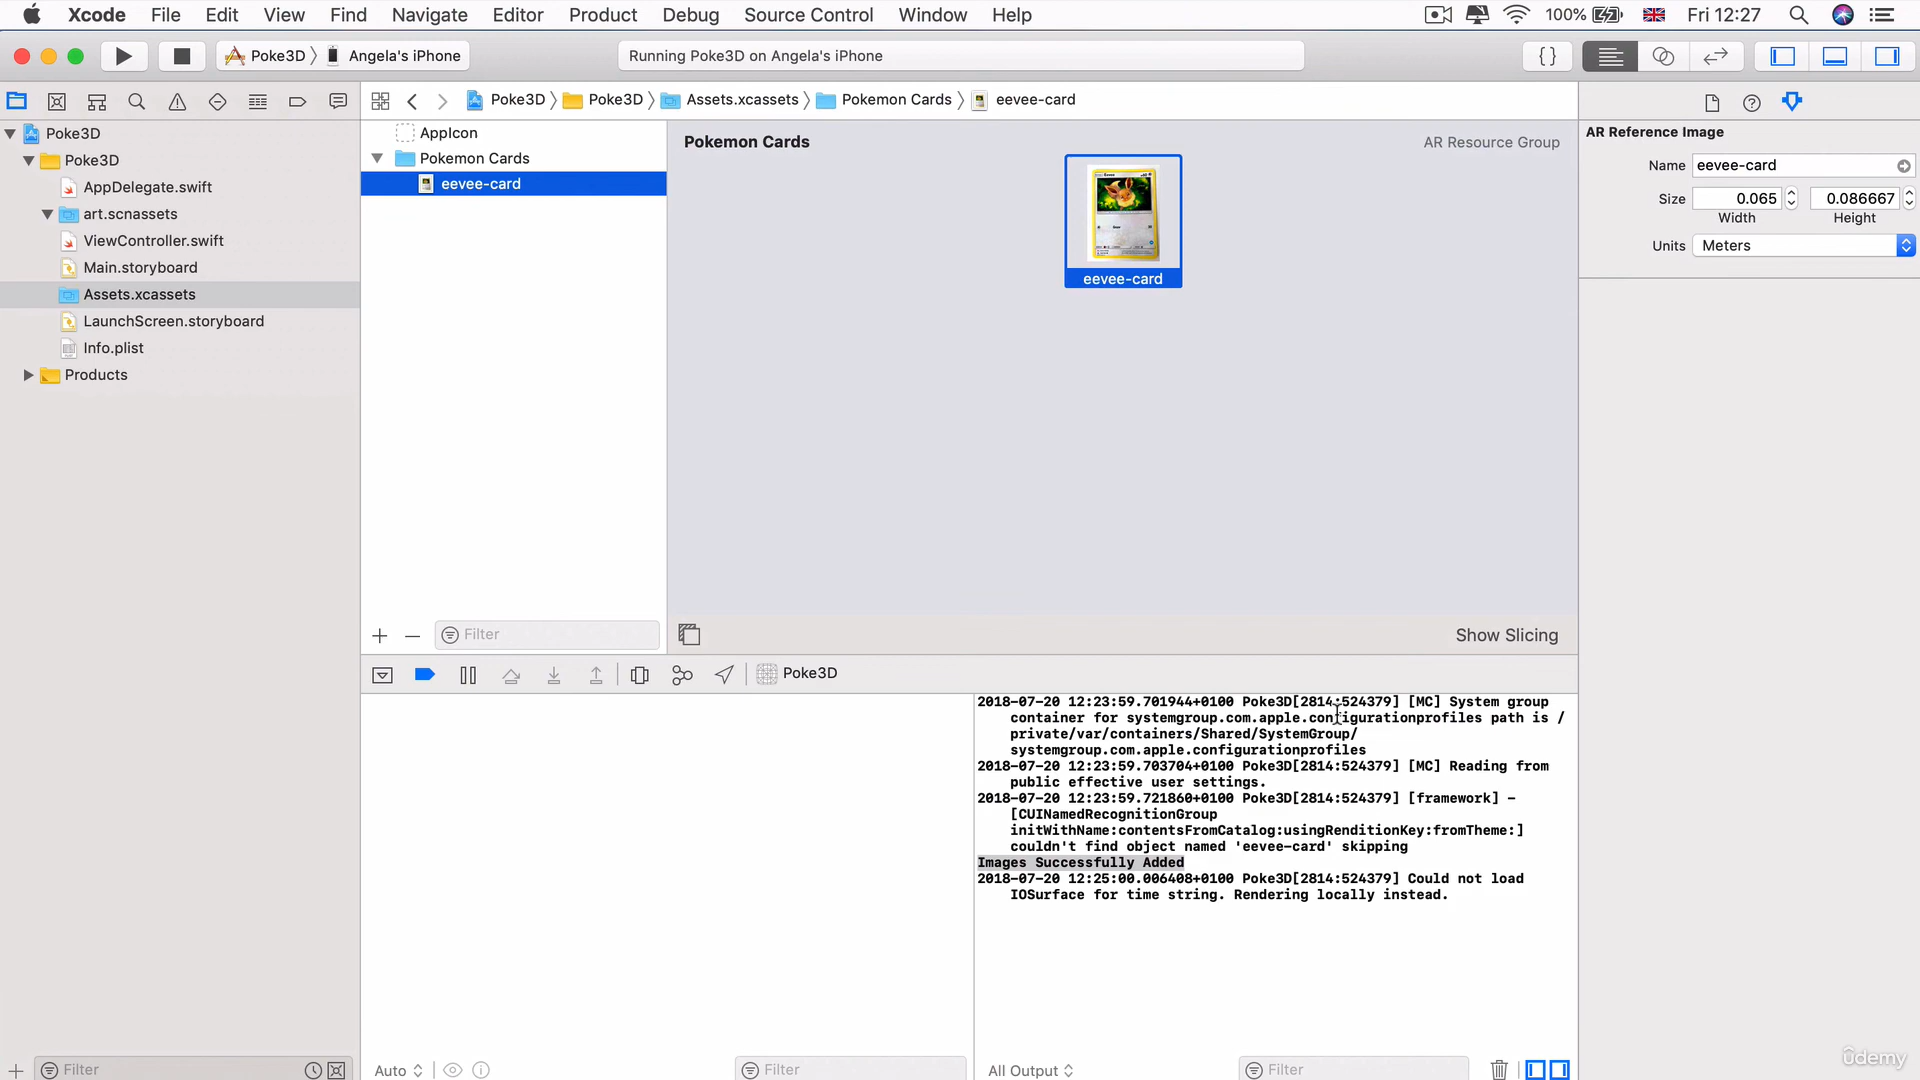 Xcode File Edit View Find Navigate Editor Product Debug Source Control Window Help 100% Fri 12:27
Poke3D Angela's iPhone Running Poke3D on Angela's iPhone {}
Poke3D Poke3D Assets.xcassets Pokemon Cards eevee-card
Poke3D
Poke3D
AppDelegate.swift
art.scnassets
ViewController.swift
Main.storyboard
Assets.xcassets
LaunchScreen.storyboard
Info.plist
Products
AppIcon
Pokemon Cards
eevee-card
Filter
Pokemon Cards AR Resource Group
eevee-card
Show Slicing
AR Reference Image
Name eevee-card
Size 0.065 0.086667
Width Height
Units Meters
Poke3D
2018-07-20 12:23:59.701944+0100 Poke3D[2814:524379] [MC] System group
container for systemgroup.com.apple.configurationprofiles path is /
private/var/containers/Shared/SystemGroup/
systemgroup.com.apple.configurationprofiles
2018-07-20 12:23:59.703704+0100 Poke3D[2814:524379] [MC] Reading from
public effective user settings.
2018-07-20 12:23:59.721860+0100 Poke3D[2814:524379] [framework] -
[CUINamedRecognitionGroup
initWithName:contentsFromCatalog:usingRenditionKey:fromTheme:]
couldn't find object named 'eevee-card' skipping
Images Successfully Added
2018-07-20 12:25:00.006408+0100 Poke3D[2814:524379] Could not load
IOSurface for time string. Rendering locally instead.
Filter Auto Filter All Output Filter
ûdemy